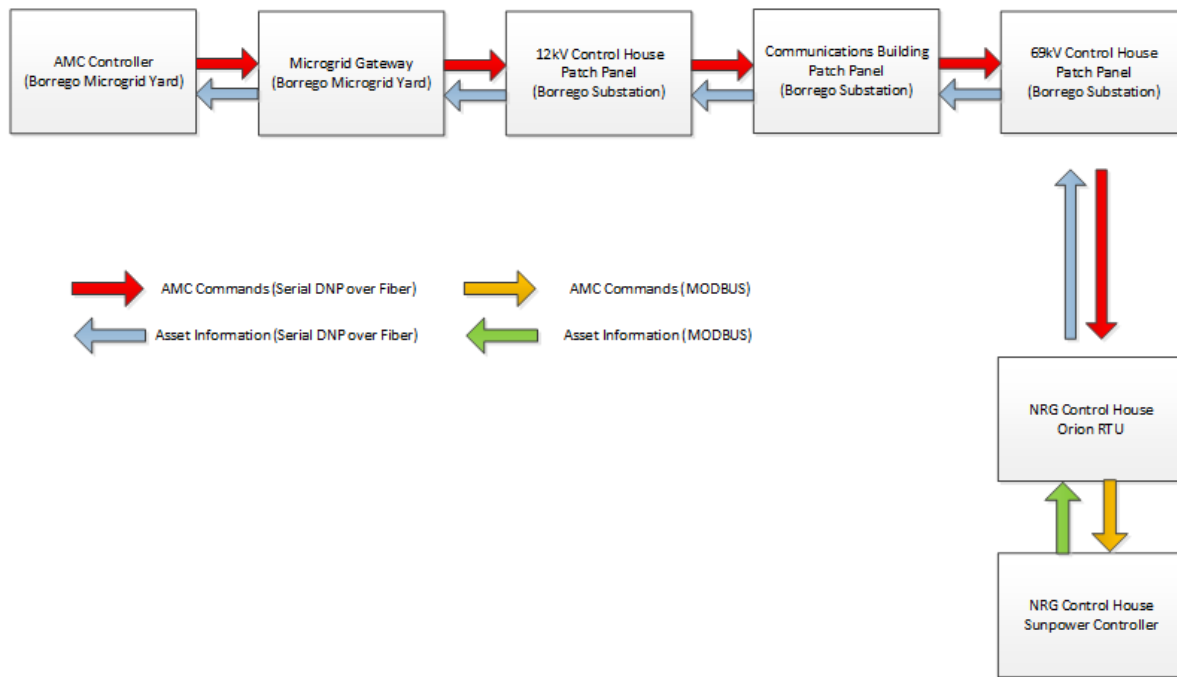 AMC Controller
(Borrego Microgrid Yard)
Microgrid Gateway
(Borrego Microgrid Yard)
12kV Control House
Patch Panel
(Borrego Substation)
Communications Building
Patch Panel
(Borrego Substation)
69kV Control House
Patch Panel
(Borrego Substation)
AMC Commands (Serial DNP over Fiber)
AMC Commands (MODBUS)
Asset Information (Serial DNP over Fiber)
Asset Information (MODBUS)
NRG Control House
Orion RTU
NRG Control House
Sunpower Controller